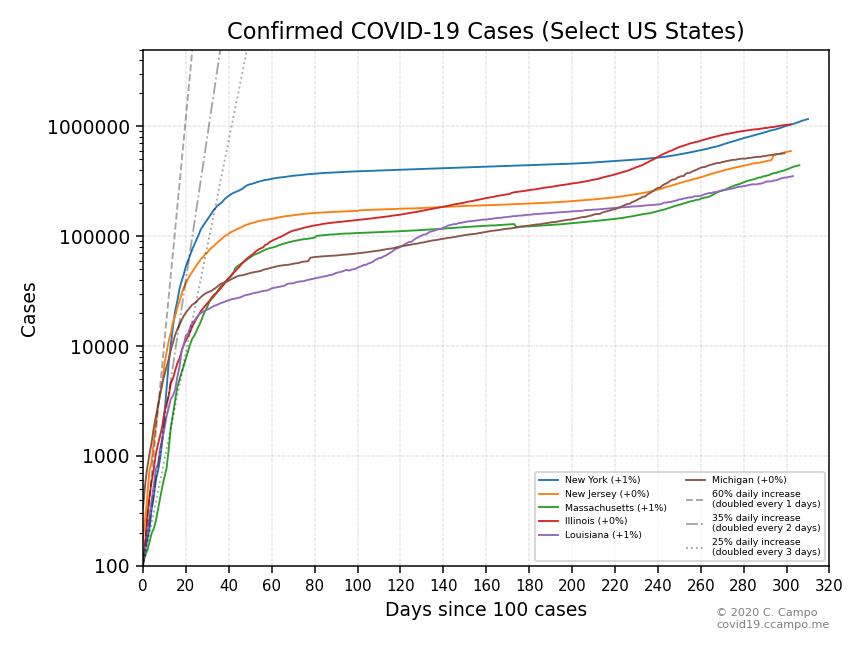 Confirmed COVID-19 Cases (Select US States)
1000000
100000
10000
1000
100
Cases
0 20 40 60 80 100 120 140 160 180 200 220 240 260 280 300 320
Days since 100 cases
New York (+1%)
New Jersey (+0%)
Massachusetts (+1%)
Illinois (+0%)
Louisiana (+1%)
Michigan (+0%)
60% daily increase
(doubled every 1 days)
35% daily increase
(doubled every 2 days)
25% daily increase
(doubled every 3 days)
© 2020 C. Campo
covid19.ccampo.me